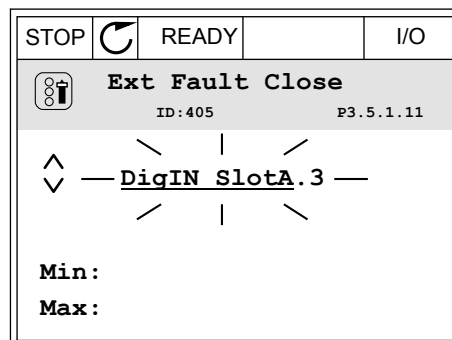 STOP READY I/O
Ext Fault Close
ID:405 P3.5.1.11
DigIN SlotA.3
Min:
Max: